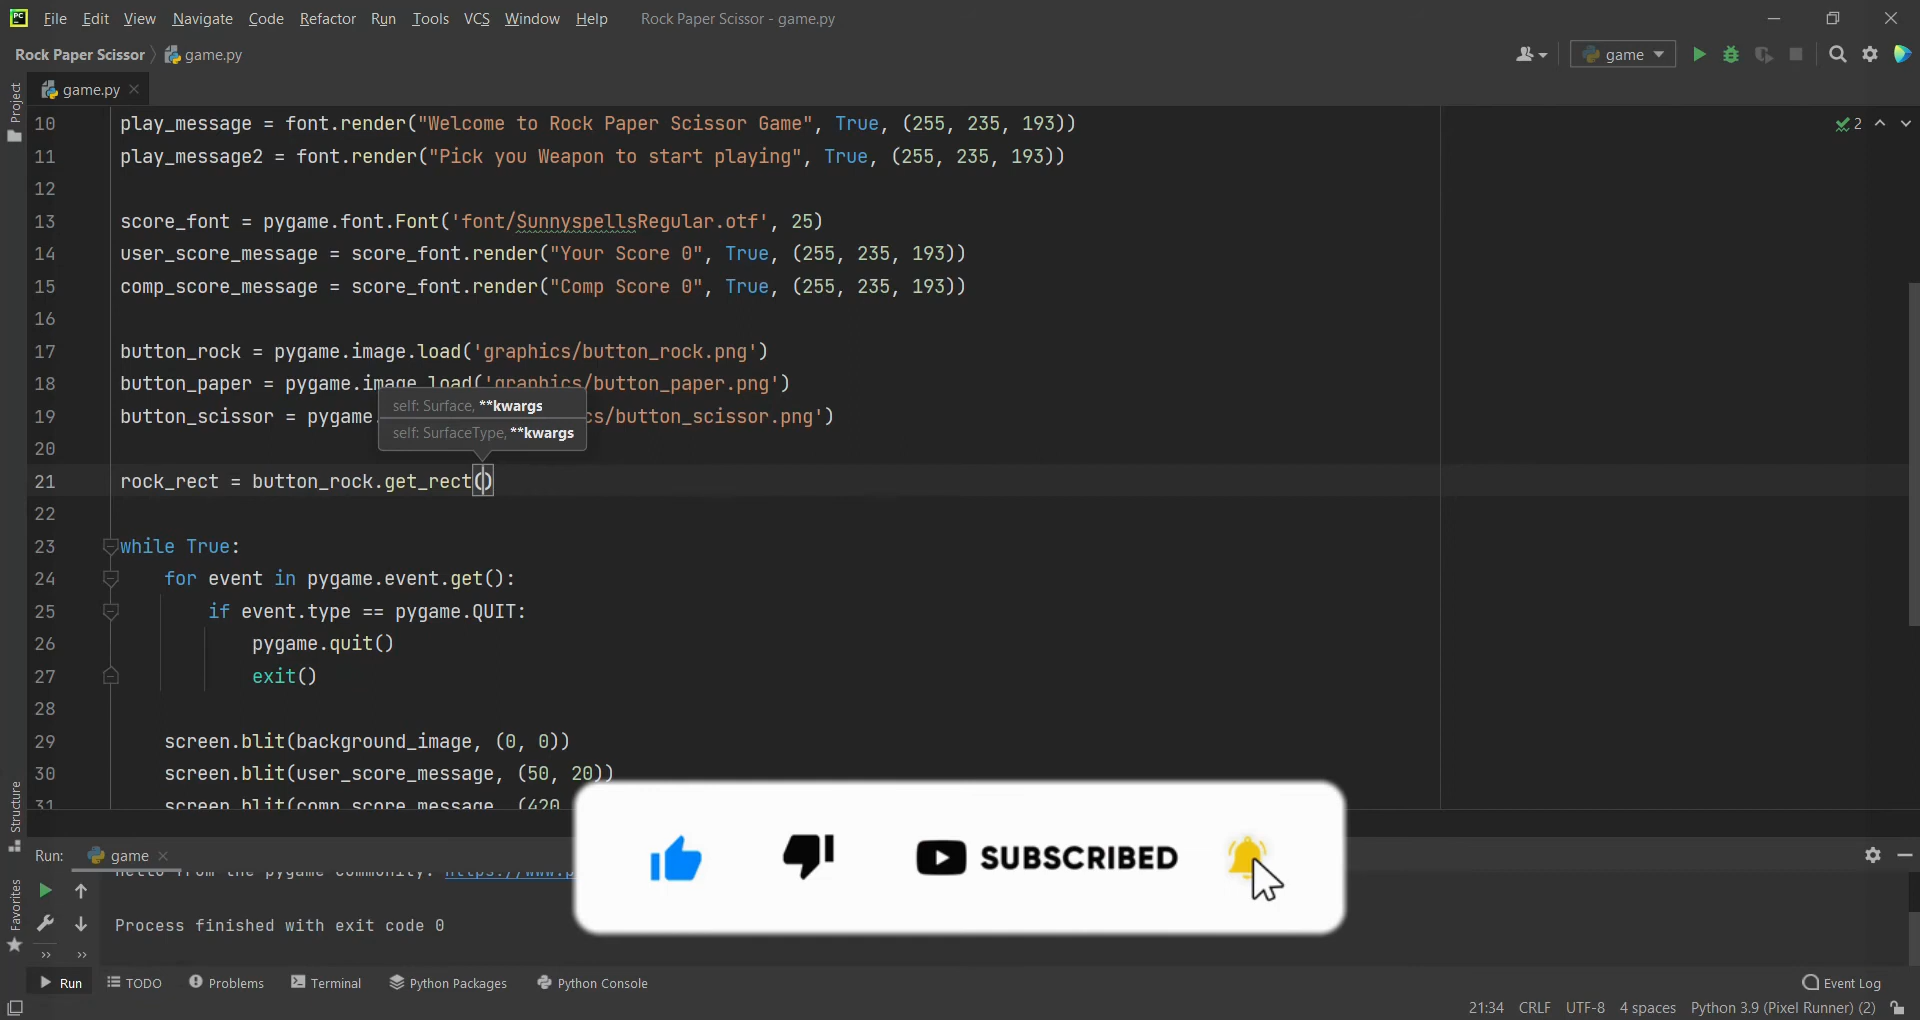 PC File Edit View Navigate Code Refactor Run Tools VCS Window Help Rock Paper Scissor - game.py
Rock Paper Scissor game.py game
game.py
Project
10 play_message = font.render("Welcome to Rock Paper Scissor Game", True, (255, 235, 193)) 2
11 play_message2 = font.render("Pick you Weapon to start playing", True, (255, 235, 193))
12
13 score_font = pygame.font.Font('font/SunnyspellsRegular.otf', 25)
14 user_score_message = score_font.render("Your Score 0", True, (255, 235, 193))
15 comp_score_message = score_font.render("Comp Score 0", True, (255, 235, 193))
16
17 button_rock = pygame.image.load('graphics/button_rock.png')
18 button_paper = pygame.image.load('graphics/button_paper.png')
self: Surface, **kwargs
19 button_scissor = pygame. cs/button_scissor.png')
self: SurfaceType, **kwargs
20
21 rock_rect = button_rock.get_rect()
22
23 while True:
24 for event in pygame.event.get():
25 if event.type == pygame.QUIT:
26 pygame.quit()
27 exit()
28
29 screen.blit(background_image, (0, 0))
30 screen.blit(user_score_message, (50, 20))
31 screen.blit(comp_score_message, (420
Structure
Favorites
Run: game
SUBSCRIBED
Hello from the pygame community. https://www.p
Process finished with exit code 0
Run TODO Problems Terminal Python Packages Python Console Event Log
21:34 CRLF UTF-8 4 spaces Python 3.9 (Pixel Runner) (2)